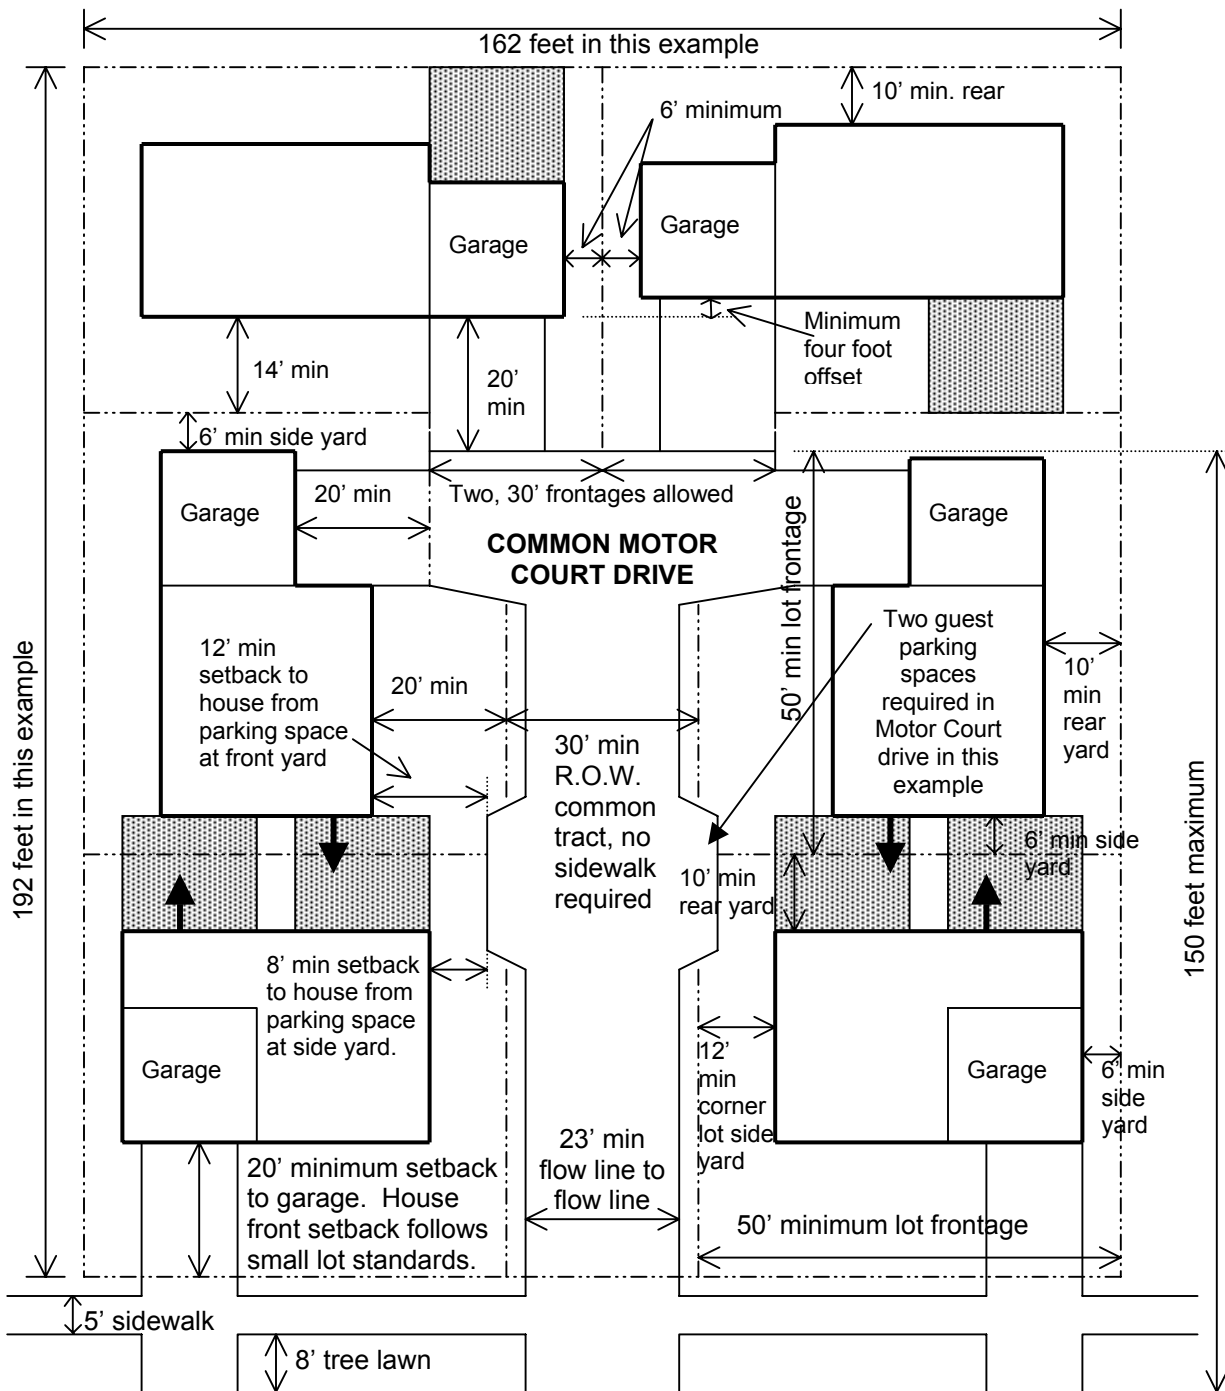 162 feet in this example
10’ min. rear
6’ minimum
Garage
Garage
Minimum
four foot
offset
14’ min
20’
min
6’ min side yard
20’ min
Two, 30’ frontages allowed
Garage
Garage
COMMON MOTOR
COURT DRIVE
50’ min lot frontage
192 feet in this example
12’ min
setback to
house from
parking space
at front yard
20’ min
30’ min
R.O.W.
common
tract, no
sidewalk
required
Two guest
parking
spaces
required in
Motor Court
drive in this
example
10’
min
rear
yard
150 feet maximum
6’ min side
yard
10’ min
rear yard
8’ min setback
to house from
parking space
at side yard.
Garage
Garage
12’
min
corner
lot side
yard
6’ min
side
yard
23’ min
flow line to
flow line
20’ minimum setback
to garage.  House
front setback follows
small lot standards.
50’ minimum lot frontage
5’ sidewalk
8’ tree lawn